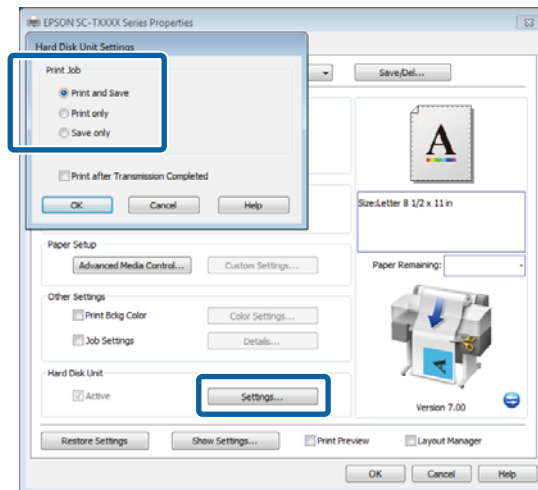 EPSON SC-TXXXX Series Properties
Hard Disk Unit Settings
Print Job
Print and Save
Print only
Save only
Print after Transmission Completed
OK Cancel Help
Save/Del...
A
Size:Letter 8 1/2 x 11 in
Paper Setup
Advanced Media Control... Custom Settings...
Paper Remaining: -
Other Settings
Print Bckg Color Color Settings...
Job Settings Details...
A
Hard Disk Unit
Active Settings...
Version 7.00
Restore Settings Show Settings... Print Preview Layout Manager
OK Cancel Help